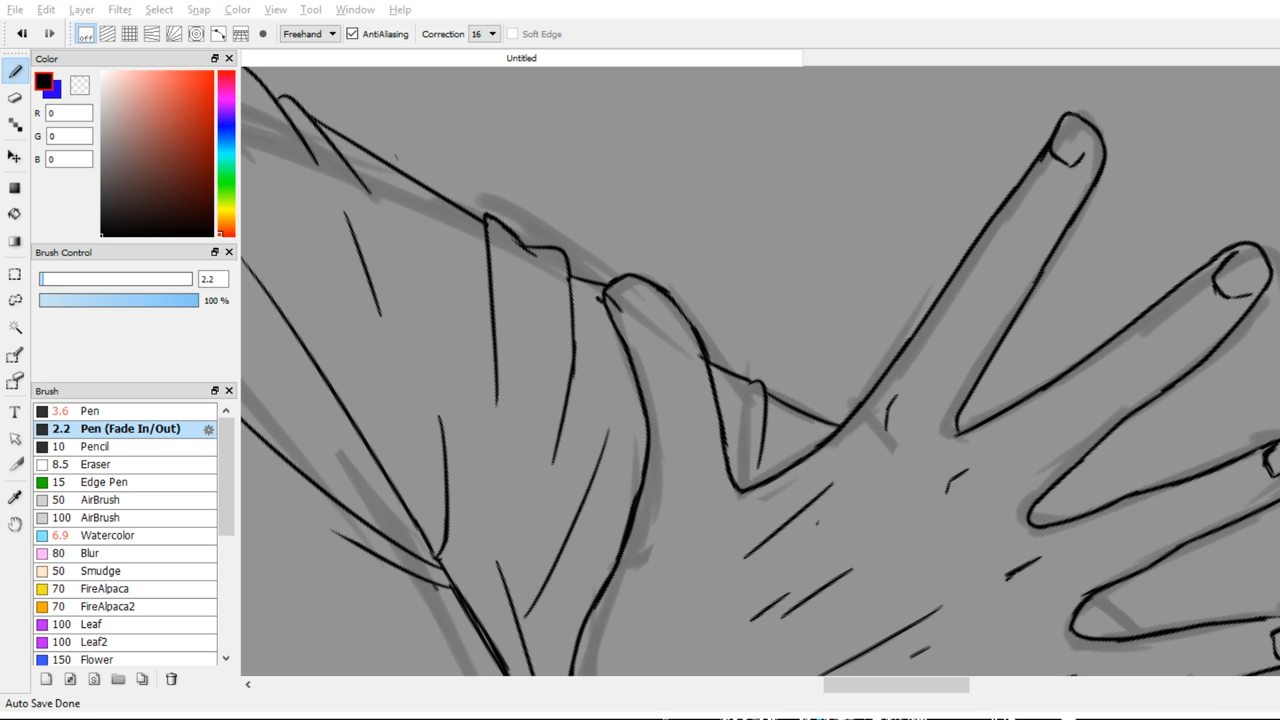 File Edit Layer Filter Select Snap Color View Tool Window Help
off Freehand AntiAliasing Correction 16 Soft Edge
Color
Untitled
R 0
G 0
B 0
Brush Control
2.2
100 %
Brush
3.6 Pen
2.2 Pen (Fade In/Out)
10 Pencil
8.5 Eraser
15 Edge Pen
50 AirBrush
100 AirBrush
6.9 Watercolor
80 Blur
50 Smudge
70 FireAlpaca
70 FireAlpaca2
100 Leaf
100 Leaf2
150 Flower
Auto Save Done